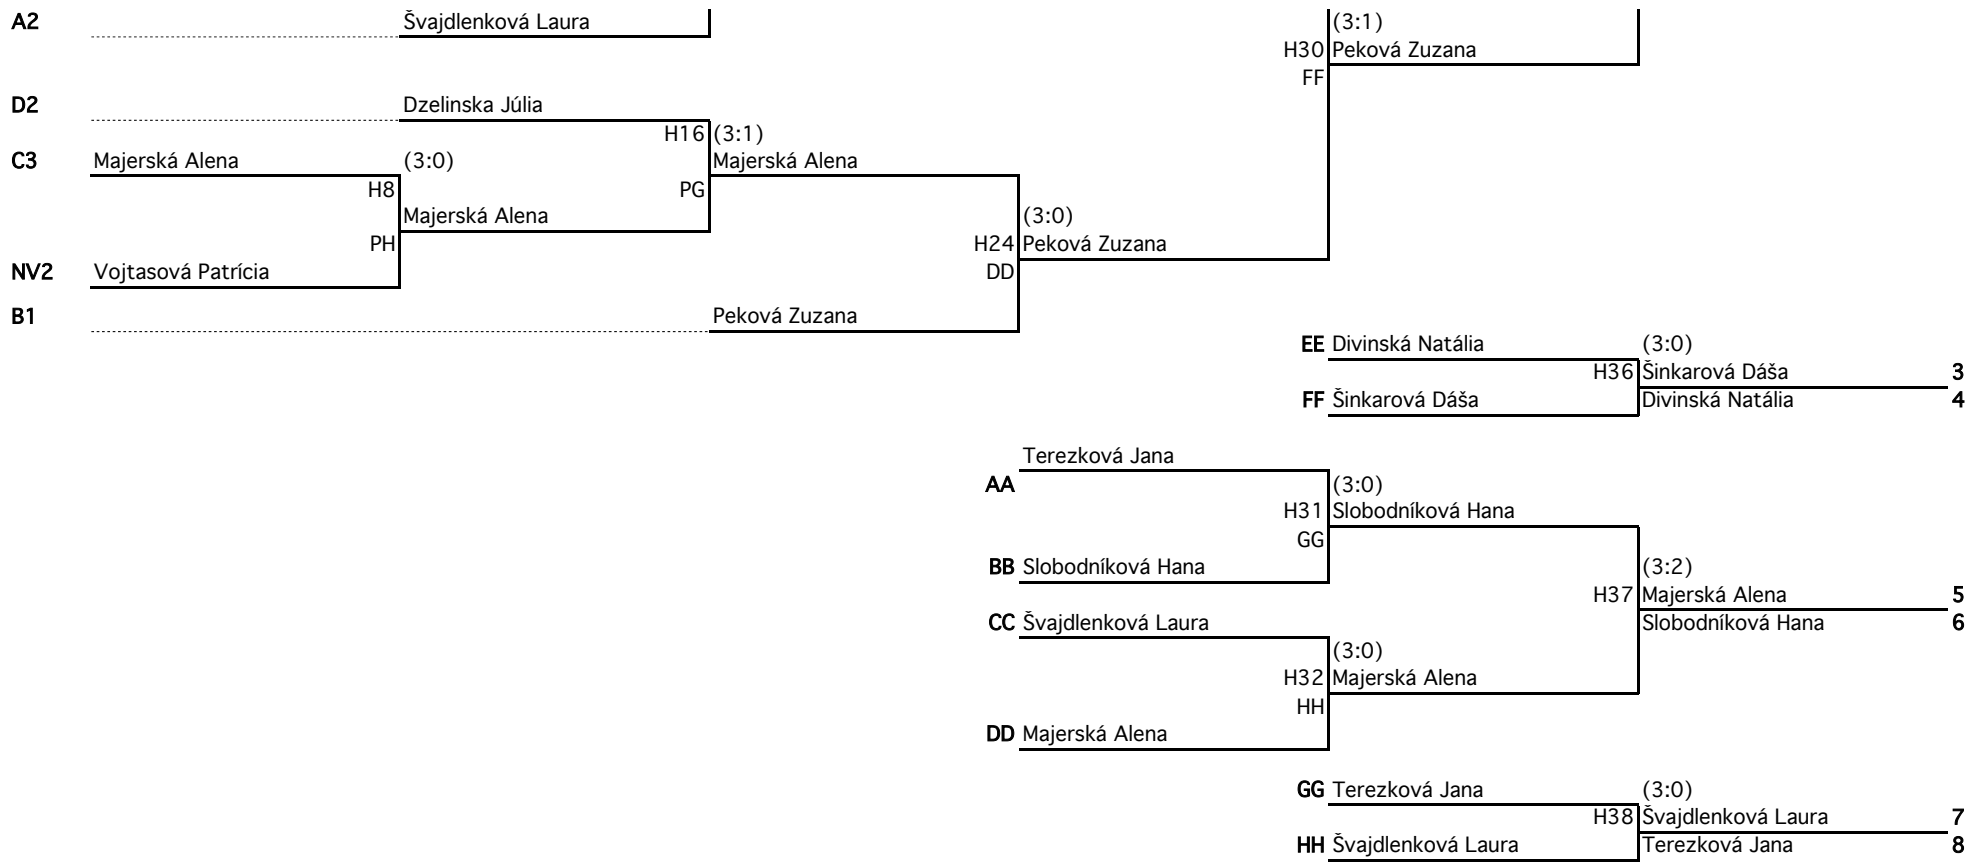 A2 Švajdlenková Laura (3:1)
H30 Peková Zuzana
FF
D2 Dzelinska Júlia
H16 (3:1)
C3 Majerská Alena (3:0) Majerská Alena
H8 PG
Majerská Alena (3:0)
PH H24 Peková Zuzana
NV2 Vojtasová Patrícia DD
B1 Peková Zuzana
EE Divinská Natália (3:0)
H36 Šinkarová Dáša 3
FF Šinkarová Dáša Divinská Natália 4
Terezková Jana
AA (3:0)
H31 Slobodníková Hana
GG
BB Slobodníková Hana (3:2)
H37 Majerská Alena 5
CC Švajdlenková Laura Slobodníková Hana 6
(3:0)
H32 Majerská Alena
HH
DD Majerská Alena
GG Terezková Jana (3:0)
H38 Švajdlenková Laura 7
HH Švajdlenková Laura Terezková Jana 8